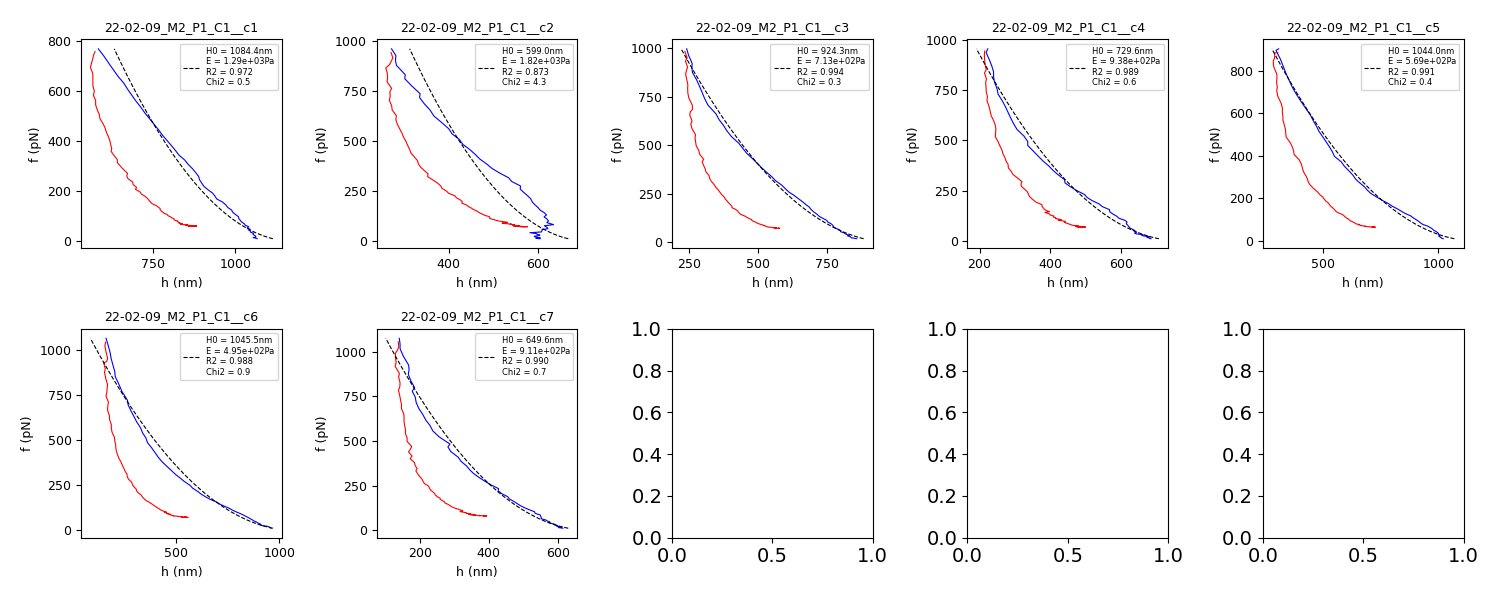 22-02-09_M2_P1_C1__c1
800
600
400
200
0
f (pN)
750
1000
h (nm)
H0 = 1084.4nm
E = 1.29e+03Pa
R2 = 0.972
Chi2 = 0.5
22-02-09_M2_P1_C1__c2
1000
750
500
250
0
f (pN)
400
600
h (nm)
H0 = 599.0nm
E = 1.82e+03Pa
R2 = 0.873
Chi2 = 4.3
22-02-09_M2_P1_C1__c3
1000
750
500
250
0
f (pN)
250
500
750
h (nm)
H0 = 924.3nm
E = 7.13e+02Pa
R2 = 0.994
Chi2 = 0.3
22-02-09_M2_P1_C1__c4
1000
750
500
250
0
f (pN)
200
400
600
h (nm)
H0 = 729.6nm
E = 9.38e+02Pa
R2 = 0.989
Chi2 = 0.6
22-02-09_M2_P1_C1__c5
800
600
400
200
0
f (pN)
500
1000
h (nm)
H0 = 1044.0nm
E = 5.69e+02Pa
R2 = 0.991
Chi2 = 0.4
22-02-09_M2_P1_C1__c6
1000
750
500
250
0
f (pN)
500
1000
h (nm)
H0 = 1045.5nm
E = 4.95e+02Pa
R2 = 0.988
Chi2 = 0.9
22-02-09_M2_P1_C1__c7
1000
750
500
250
0
f (pN)
200
400
600
h (nm)
H0 = 649.6nm
E = 9.11e+02Pa
R2 = 0.990
Chi2 = 0.7
1.0
0.8
0.6
0.4
0.2
0.0
0.0
0.5
1.0
1.0
0.8
0.6
0.4
0.2
0.0
0.0
0.5
1.0
1.0
0.8
0.6
0.4
0.2
0.0
0.0
0.5
1.0